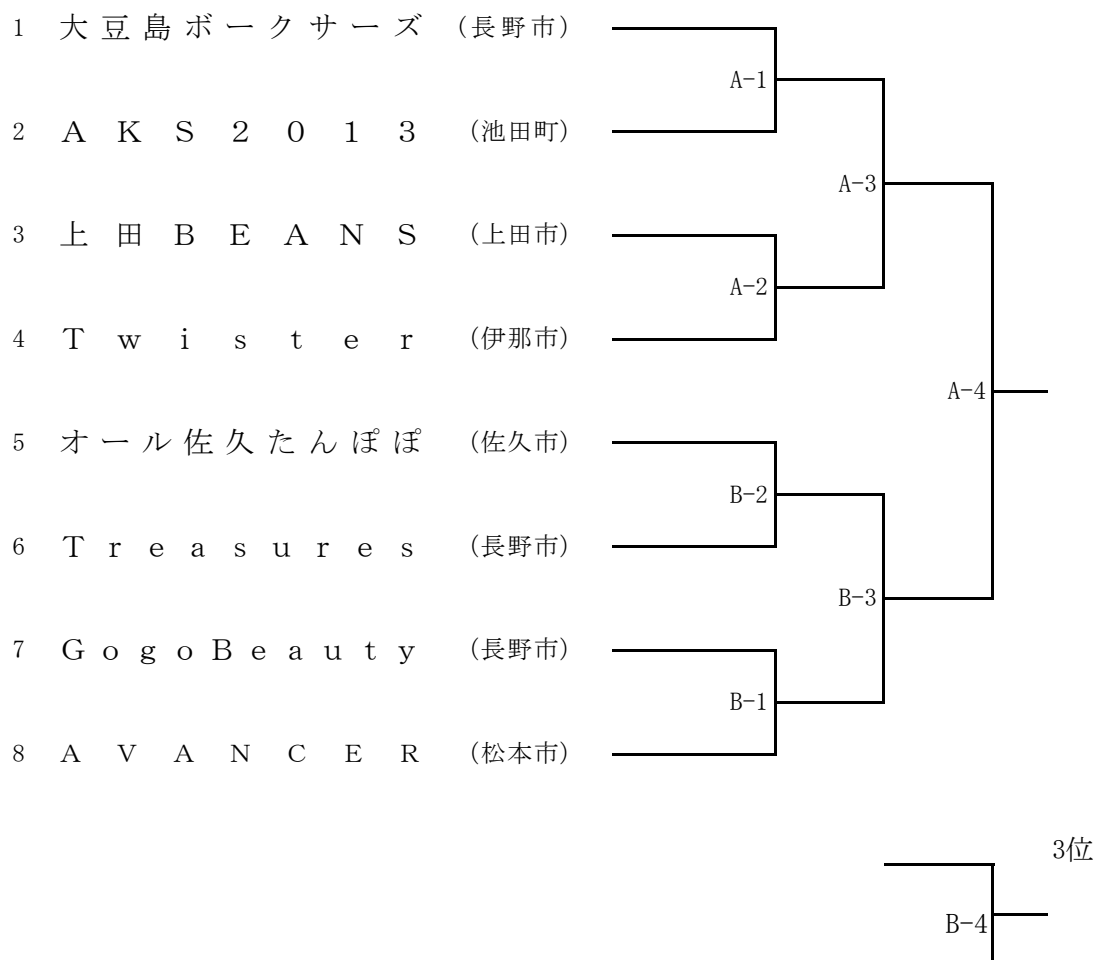 1 大豆島ボークサーズ (長野市)
A-1
2 AKS2013 (池田町)
A-3
3 上田BEANS (上田市)
A-2
4 Twister (伊那市)
A-4
5 オール佐久たんぽぽ (佐久市)
B-2
6 Treasures (長野市)
B-3
7 GogoBeauty (長野市)
B-1
8 AVANCER (松本市)
3位
B-4